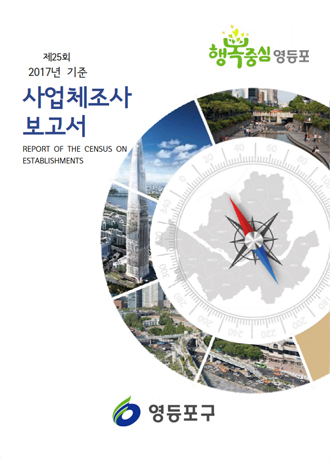 행복중심 영등포
제25회
2017년 기준
사업체조사
보고서
REPORT OF THE CENSUS ON
ESTABLISHMENTS
영등포구